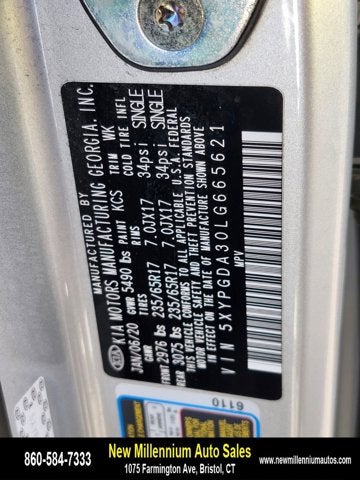 MANUFACTURED BY
KIA MOTORS MANUFACTURING GEORGIA, INC.
JAN/06/20 PAINT KCS TRIM WK
GVWR 5490 lbs
TIRES RIMS COLD TIRE INFL
FRONT 2976 lbs 235/65R17 7.0JX17 34psi SINGLE
REAR 3075 lbs 235/65R17 7.0JX17 34psi SINGLE
THIS VEHICLE CONFORMS TO ALL APPLICABLE U.S.A. FEDERAL
MOTOR VEHICLE SAFETY AND THEFT PREVENTION STANDARDS
IN EFFECT ON THE DATE OF MANUFACTURE SHOWN ABOVE
VIN 5XYPGDA30LG665621
MPV
6110
860-584-7333
New Millennium Auto Sales
1075 Farmington Ave, Bristol, CT
www.newmillenniumautos.com